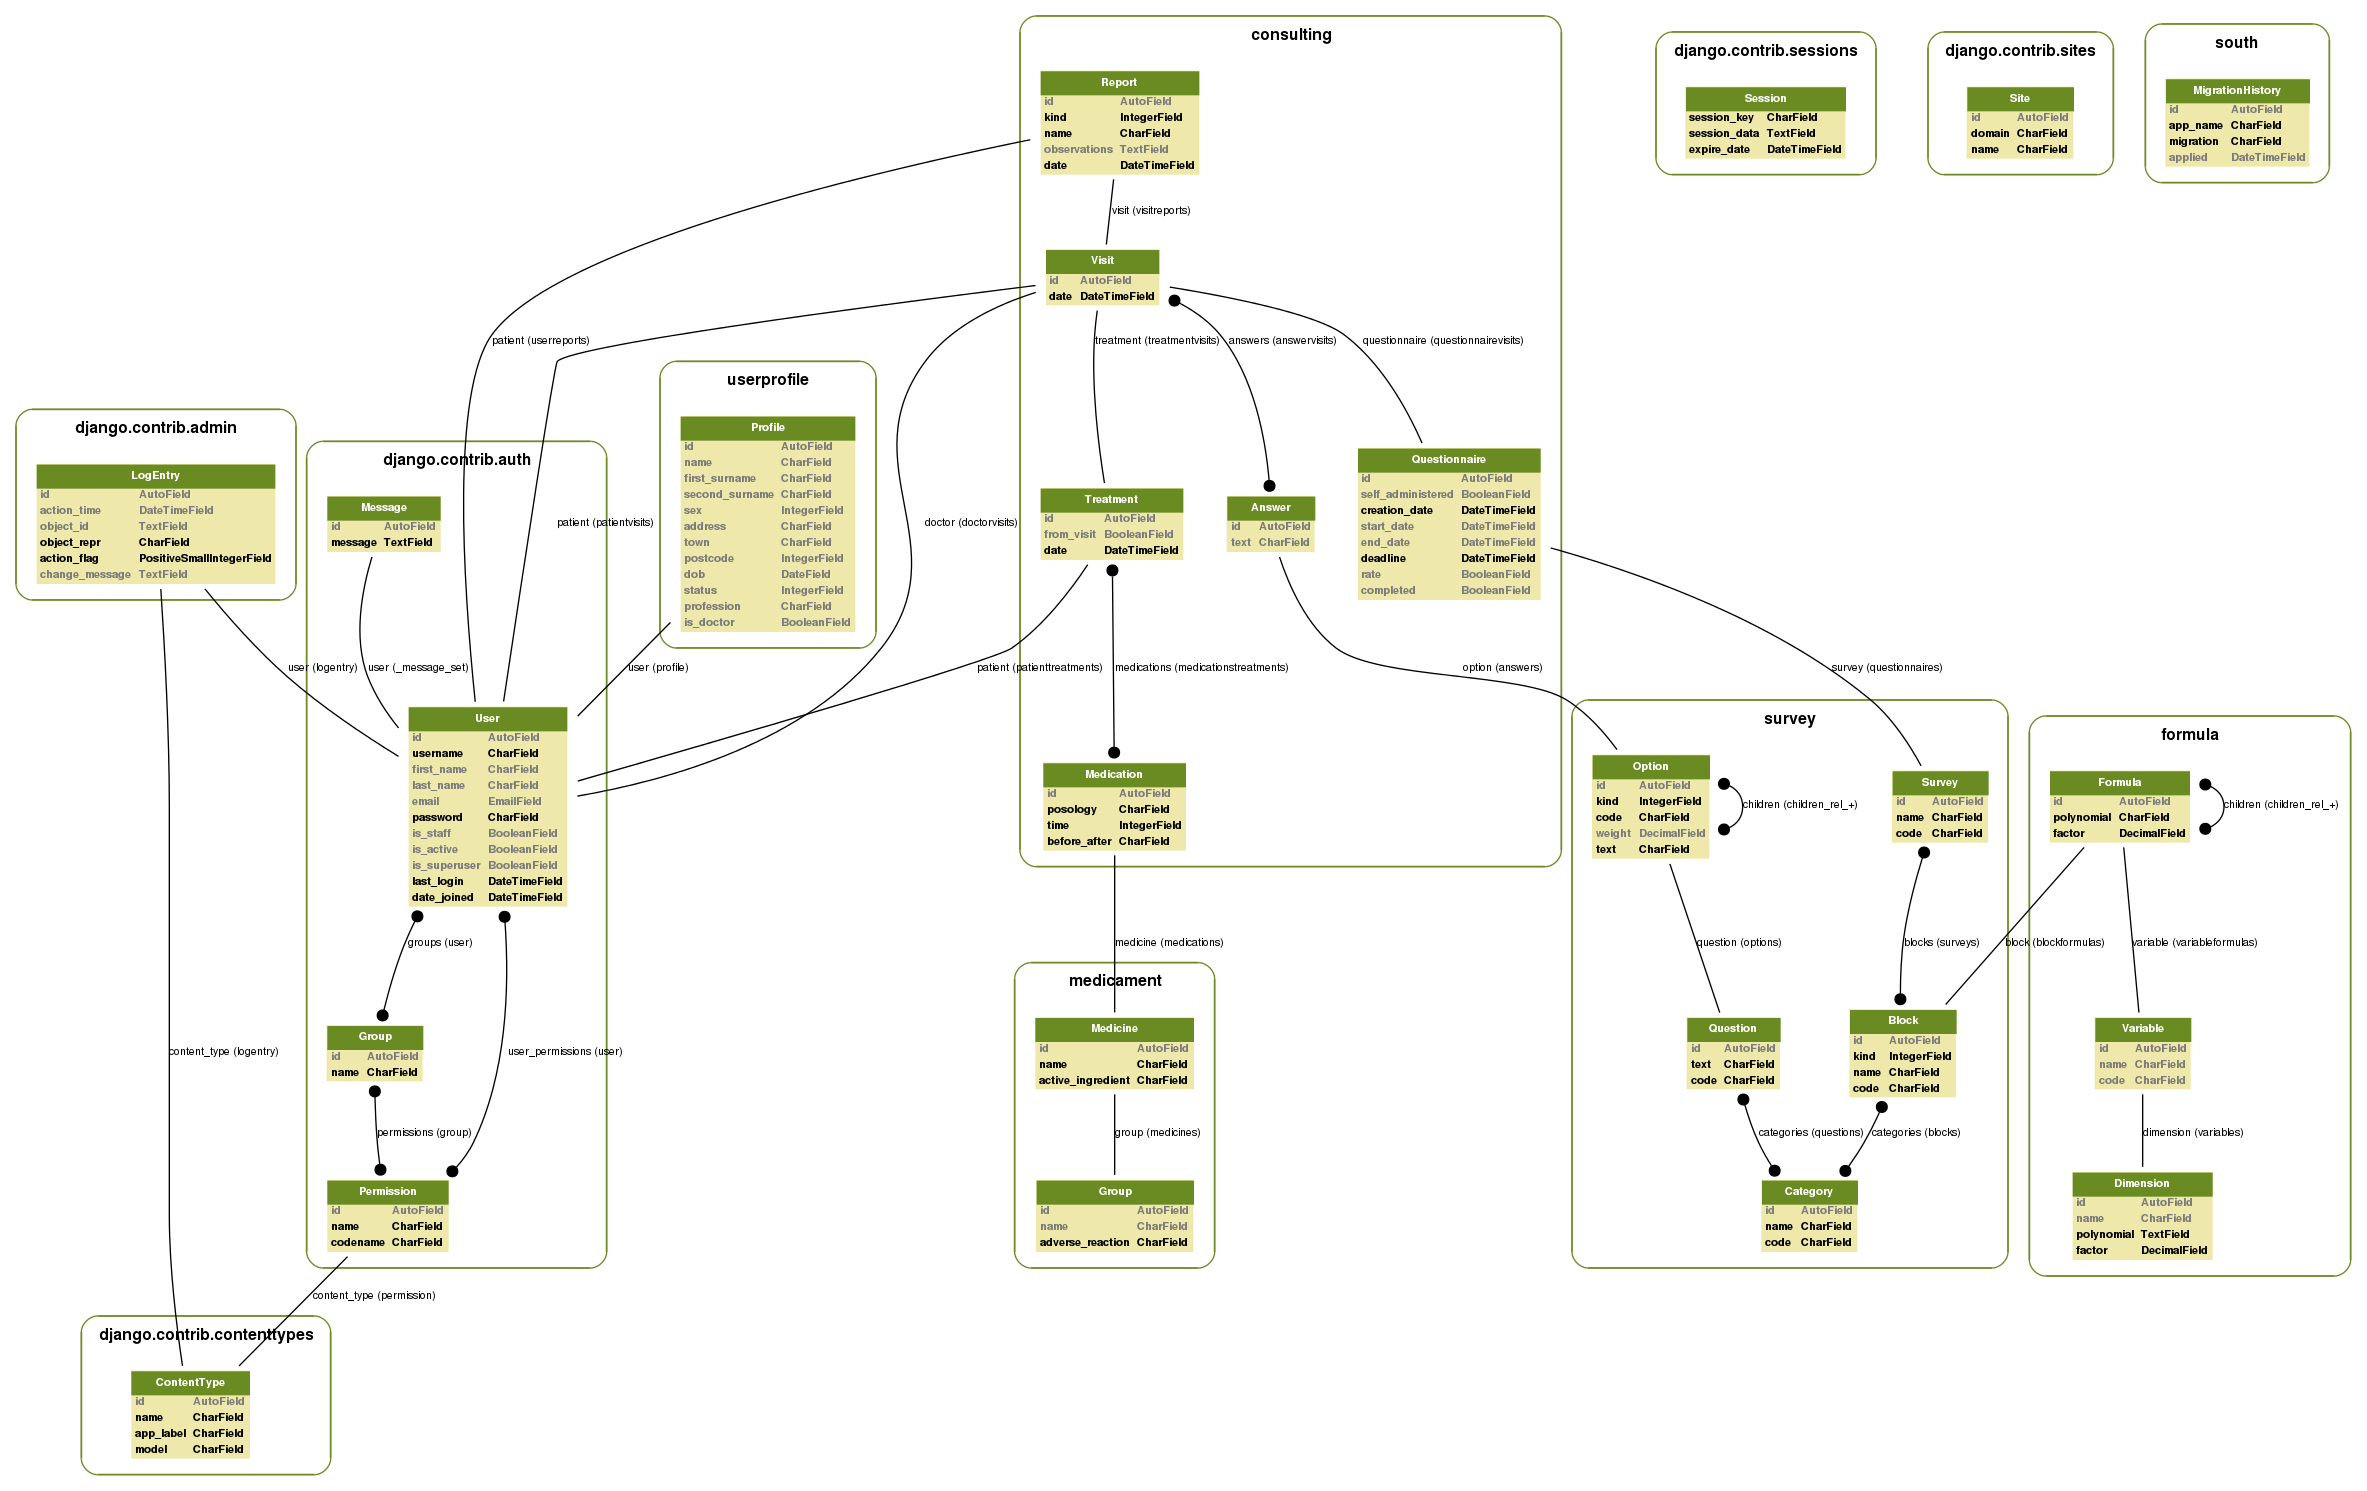 consulting
Report
id AutoField
kind IntegerField
name CharField
observations TextField
date DateTimeField
visit (visitreports)
Visit
id AutoField
date DateTimeField
patient (userreports)
treatment (treatmentvisits)
answers (answervisits)
questionnaire (questionnairevisits)
patient (patientvisits)
doctor (doctorvisits)
Treatment
id AutoField
from_visit BooleanField
date DateTimeField
Answer
id AutoField
text CharField
Questionnaire
id AutoField
self_administered BooleanField
creation_date DateTimeField
start_date DateTimeField
end_date DateTimeField
deadline DateTimeField
rate BooleanField
completed BooleanField
patient (patienttreatments)
medications (medicationstreatments)
option (answers)
survey (questionnaires)
Medication
id AutoField
posology CharField
time IntegerField
before_after CharField
medicine (medications)
django.contrib.sessions
Session
session_key CharField
session_data TextField
expire_date DateTimeField
django.contrib.sites
Site
id AutoField
domain CharField
name CharField
south
MigrationHistory
id AutoField
app_name CharField
migration CharField
applied DateTimeField
userprofile
Profile
id AutoField
name CharField
first_surname CharField
second_surname CharField
sex IntegerField
address CharField
town CharField
postcode IntegerField
dob DateField
status IntegerField
profession CharField
is_doctor BooleanField
user (profile)
django.contrib.admin
LogEntry
id AutoField
action_time DateTimeField
object_id TextField
object_repr CharField
action_flag PositiveSmallIntegerField
change_message TextField
user (logentry)
content_type (logentry)
django.contrib.auth
Message
id AutoField
message TextField
user (_message_set)
User
id AutoField
username CharField
first_name CharField
last_name CharField
email EmailField
password CharField
is_staff BooleanField
is_active BooleanField
is_superuser BooleanField
last_login DateTimeField
date_joined DateTimeField
groups (user)
user_permissions (user)
Group
id AutoField
name CharField
permissions (group)
Permission
id AutoField
name CharField
codename CharField
content_type (permission)
django.contrib.contenttypes
ContentType
id AutoField
name CharField
app_label CharField
model CharField
medicament
Medicine
id AutoField
name CharField
active_ingredient CharField
group (medicines)
Group
id AutoField
name CharField
adverse_reaction CharField
survey
Option
id AutoField
kind IntegerField
code CharField
weight DecimalField
text CharField
children (children_rel_+)
Survey
id AutoField
name CharField
code CharField
question (options)
blocks (surveys)
Question
id AutoField
text CharField
code CharField
Block
id AutoField
kind IntegerField
name CharField
code CharField
categories (questions)
categories (blocks)
Category
id AutoField
name CharField
code CharField
formula
Formula
id AutoField
polynomial CharField
factor DecimalField
children (children_rel_+)
block (blockformulas)
variable (variableformulas)
Variable
id AutoField
name CharField
code CharField
dimension (variables)
Dimension
id AutoField
name CharField
polynomial TextField
factor DecimalField